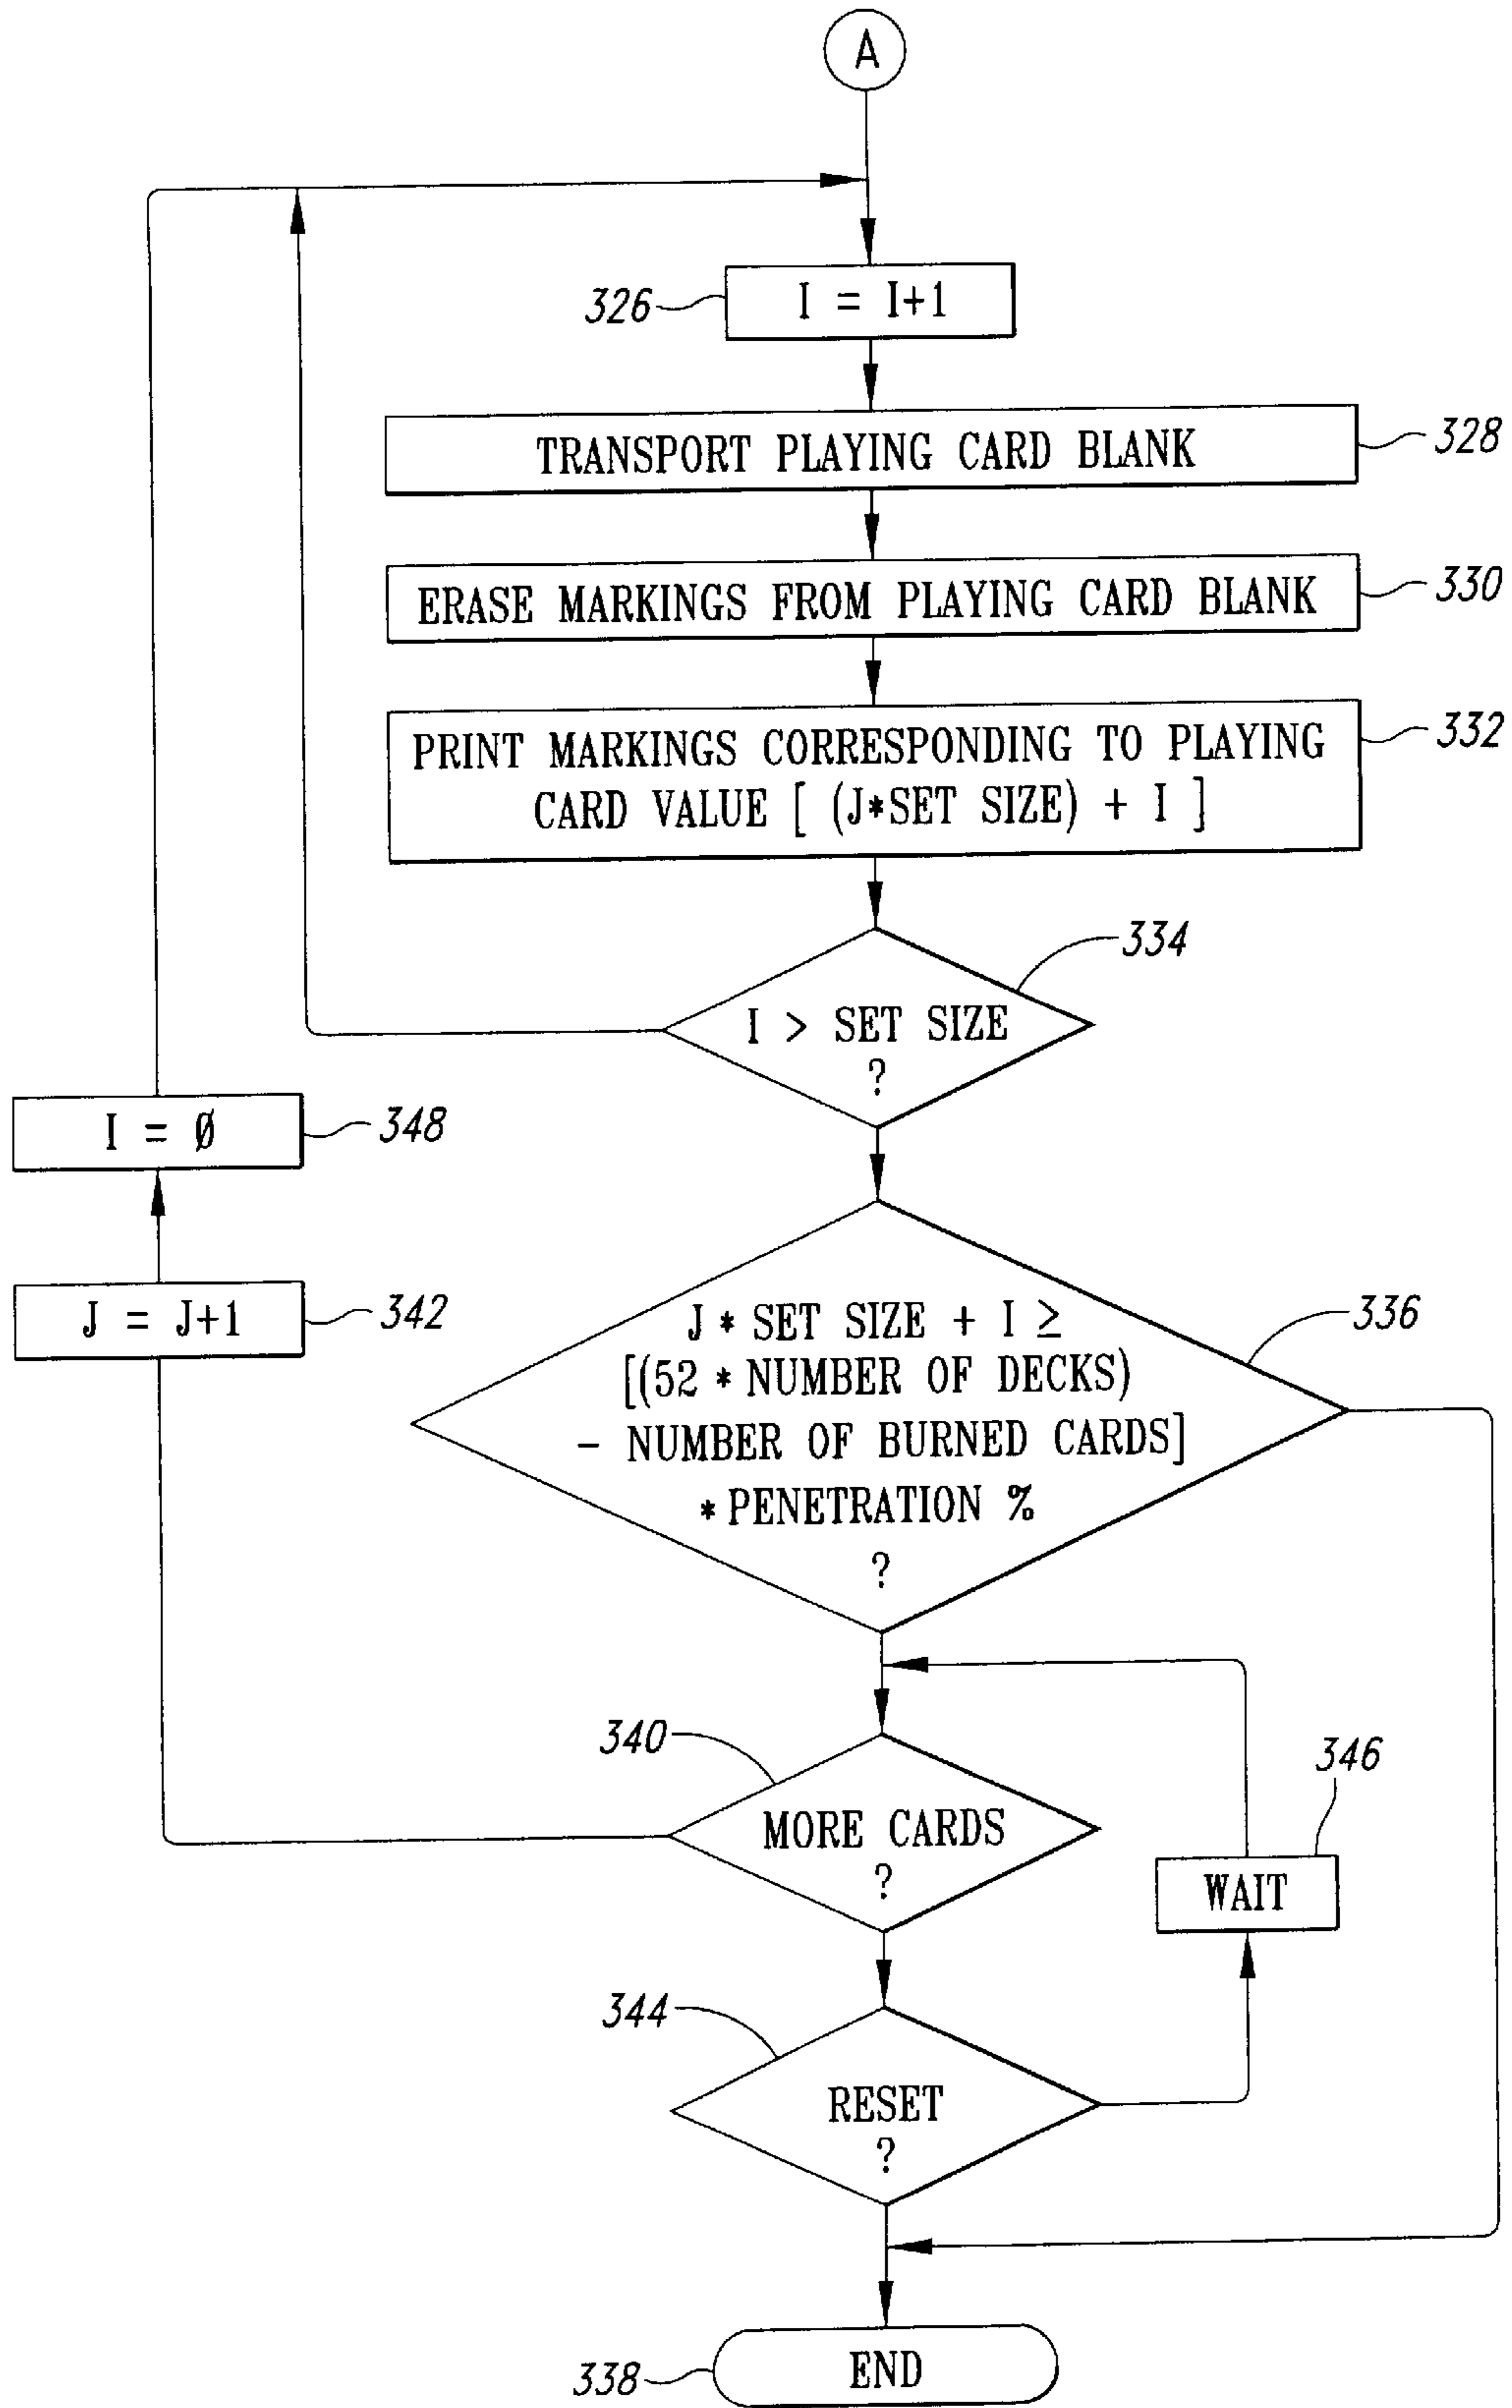 A
326
I = I+1
TRANSPORT PLAYING CARD BLANK
328
ERASE MARKINGS FROM PLAYING CARD BLANK
330
PRINT MARKINGS CORRESPONDING TO PLAYING
CARD VALUE [ (J*SET SIZE) + I ]
332
334
I > SET SIZE
?
I = Ø
348
J = J+1
342
336
J * SET SIZE + I ≥
[(52 * NUMBER OF DECKS)
- NUMBER OF BURNED CARDS]
* PENETRATION %
?
340
MORE CARDS
?
346
WAIT
344
RESET
?
338
END